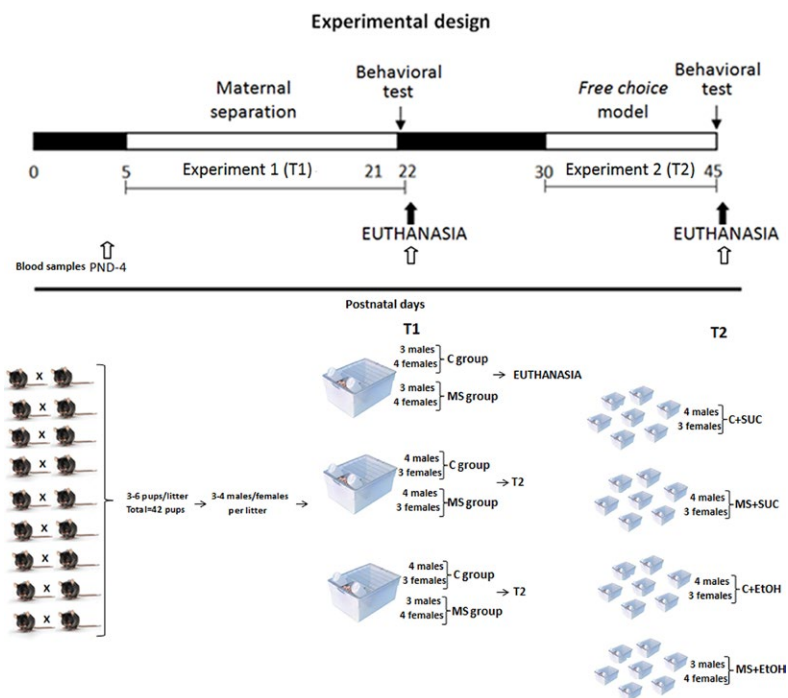 Experimental design
Maternal separation
Behavioral test
Free choice model
Behavioral test
0 5 21 22 30 45
Experiment 1 (T1)
Experiment 2 (T2)
EUTHANASIA
EUTHANASIA
Blood samples PND-4
Postnatal days
T1
T2
X
X
X
X
X
X
X
X
X
3-6 pups/litter
Total=42 pups
3-4 males/females
per litter
3 males
4 females
C group
3 males
4 females
MS group
EUTHANASIA
4 males
3 females
C group
4 males
3 females
MS group
T2
4 males
3 females
C group
3 males
4 females
MS group
T2
4 males
3 females
C+SUC
4 males
3 females
MS+SUC
4 males
3 females
C+EtOH
3 males
4 females
MS+EtOH